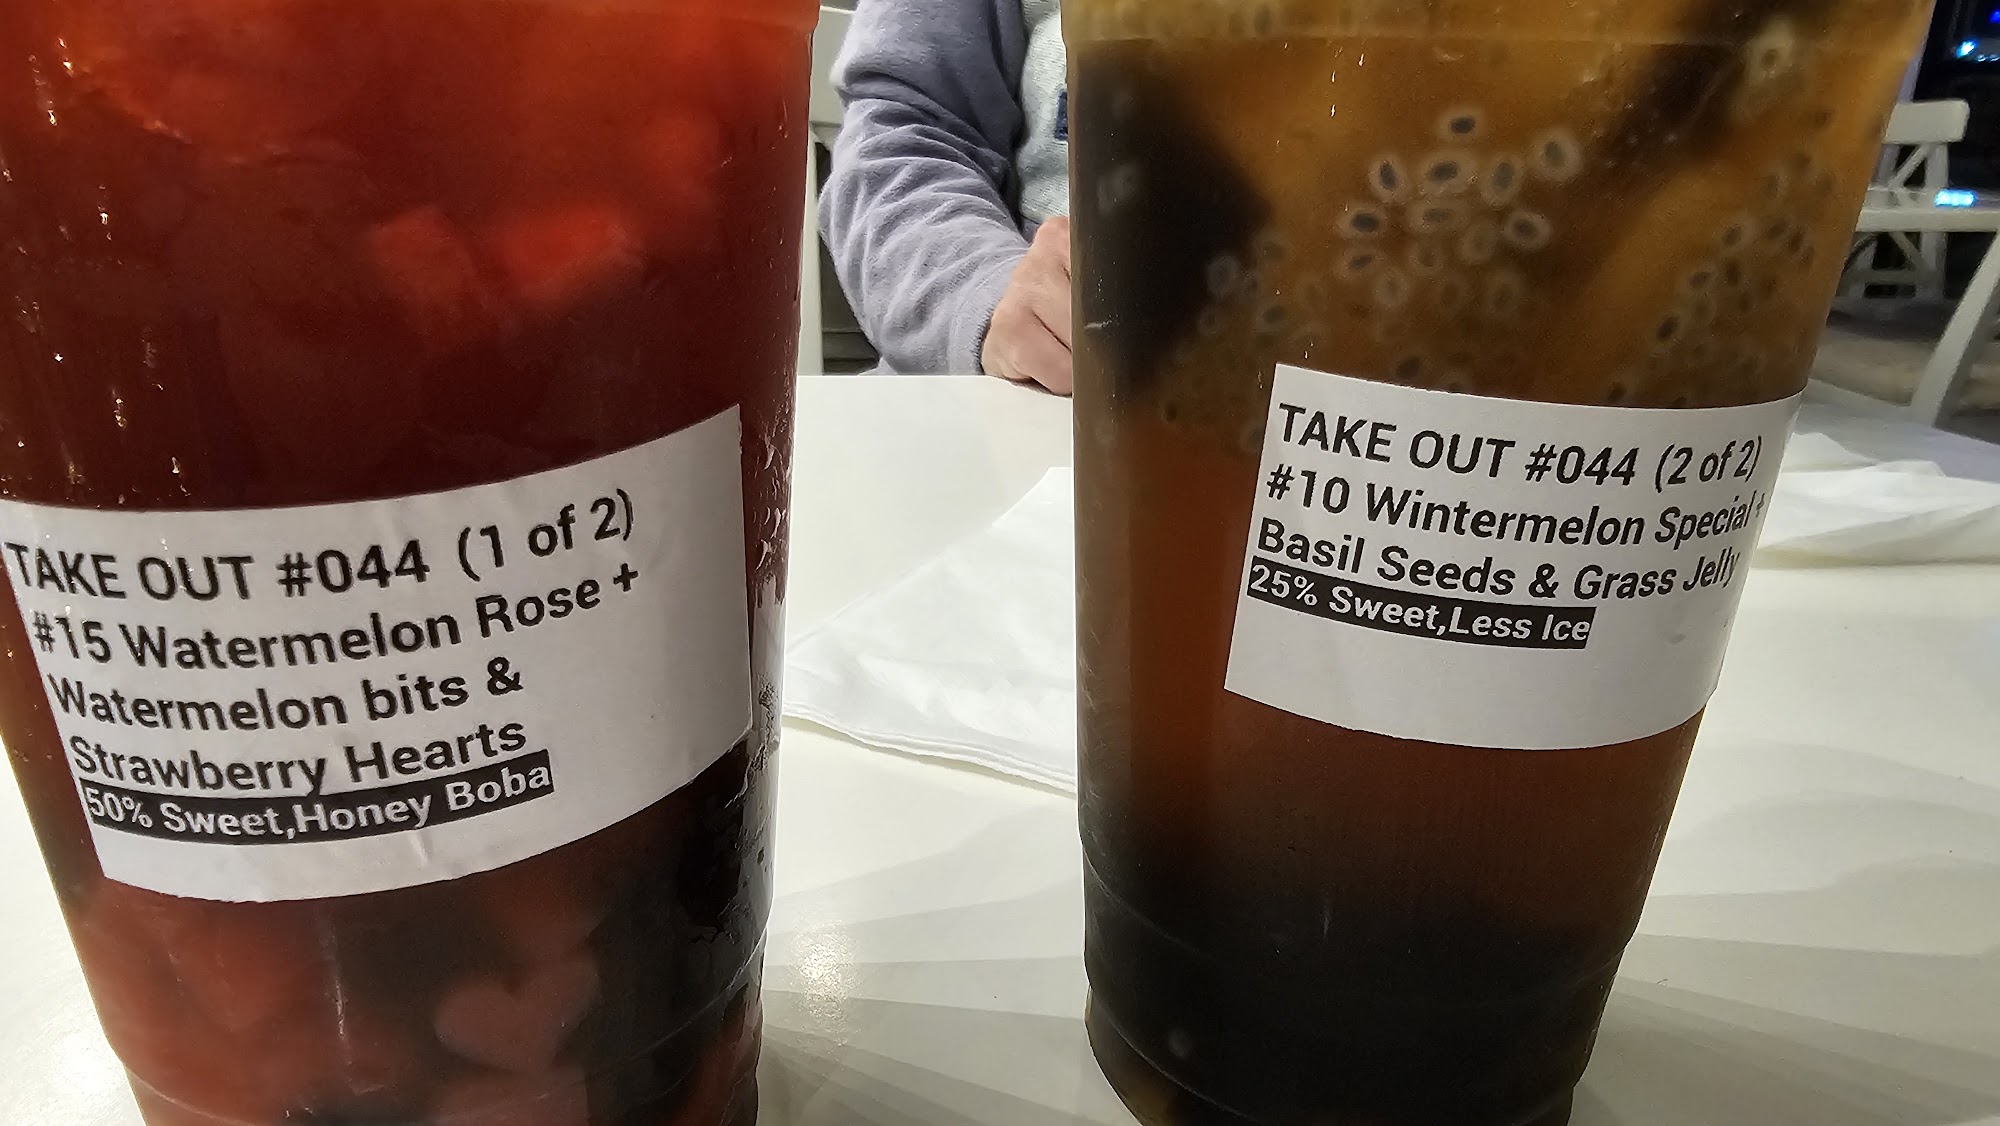 TAKE OUT #044 (1 of 2)
#15 Watermelon Rose +
Watermelon bits &
Strawberry Hearts
50% Sweet,Honey Boba
TAKE OUT #044 (2 of 2)
#10 Wintermelon Special +
Basil Seeds & Grass Jelly
25% Sweet,Less Ice